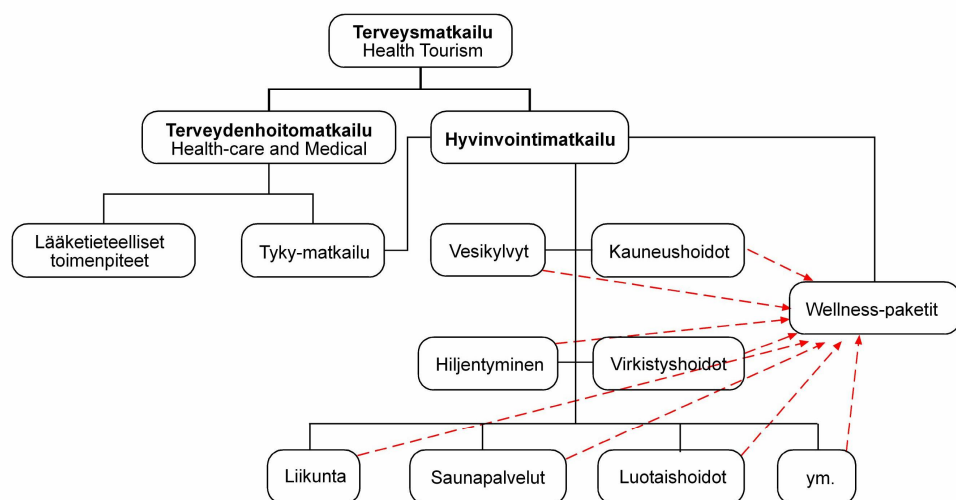 Terveysmatkailu
Health Tourism
Terveydenhoitomatkailu
Health-care and Medical
Hyvinvointimatkailu
Lääketieteelliset
toimenpiteet
Tyky-matkailu
Vesikylvyt
Kauneushoidot
Wellness-paketit
Hiljentyminen
Virkistyshoidot
Liikunta
Saunapalvelut
Luotaishoidot
ym.